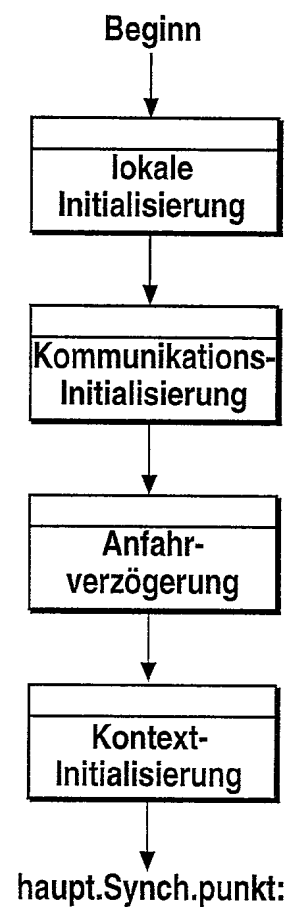 Beginn
lokale
Initialisierung
Kommunikations-
Initialisierung
Anfahr-
verzögerung
Kontext-
Initialisierung
haupt.Synch.punkt: